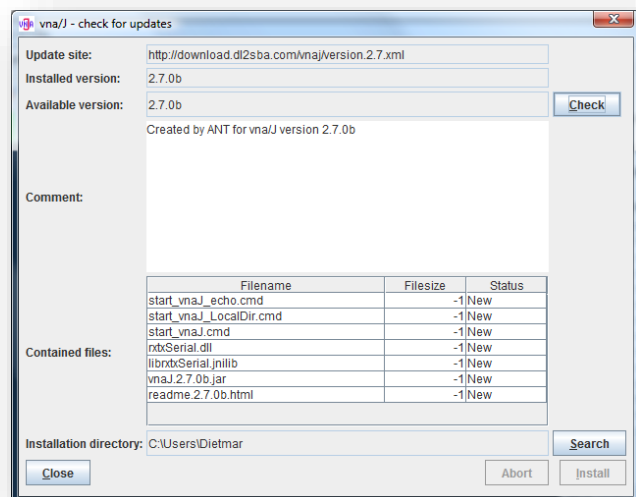 vna/J - check for updates
Update site: http://download.dl2sba.com/vnaj/version.2.7.xml
Installed version: 2.7.0b
Available version: 2.7.0b Check
Comment: Created by ANT for vna/J version 2.7.0b
Contained files:
Filename Filesize Status
start_vnaJ_echo.cmd -1 New
start_vnaJ_LocalDir.cmd -1 New
start_vnaJ.cmd -1 New
rxtxSerial.dll -1 New
librxtxSerial.jnilib -1 New
vnaJ.2.7.0b.jar -1 New
readme.2.7.0b.html -1 New
Installation directory: C:\Users\Dietmar Search
Close Abort Install